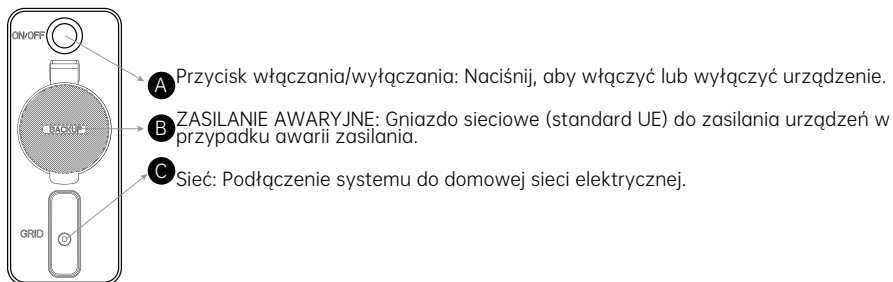 ON/OFF
A Przycisk włączania/wyłączania: Naciśnij, aby włączyć lub wyłączyć urządzenie.
BACKUP
B ZASILANIE AWARYJNE: Gniazdo sieciowe (standard UE) do zasilania urządzeń w
przypadku awarii zasilania.
C Sieć: Podłączenie systemu do domowej sieci elektrycznej.
GRID